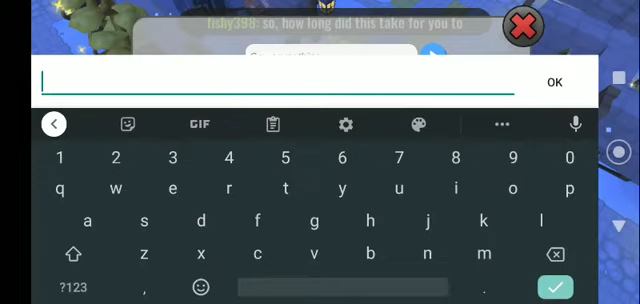 fishy398: so, how long did this take for you to
OK
GIF
1 2 3 4 5 6 7 8 9 0
q w e r t y u i o p
a s d f g h j k l
z x c v b n m
?123 , .